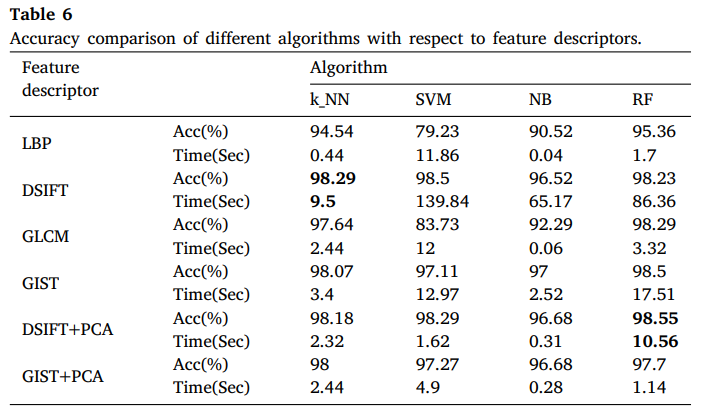 Table 6
Accuracy comparison of different algorithms with respect to feature descriptors.
Feature descriptor Algorithm
k_NN SVM NB RF
LBP Acc(%) 94.54 79.23 90.52 95.36
Time(Sec) 0.44 11.86 0.04 1.7
DSIFT Acc(%) 98.29 98.5 96.52 98.23
Time(Sec) 9.5 139.84 65.17 86.36
GLCM Acc(%) 97.64 83.73 92.29 98.29
Time(Sec) 2.44 12 0.06 3.32
GIST Acc(%) 98.07 97.11 97 98.5
Time(Sec) 3.4 12.97 2.52 17.51
DSIFT+PCA Acc(%) 98.18 98.29 96.68 98.55
Time(Sec) 2.32 1.62 0.31 10.56
GIST+PCA Acc(%) 98 97.27 96.68 97.7
Time(Sec) 2.44 4.9 0.28 1.14